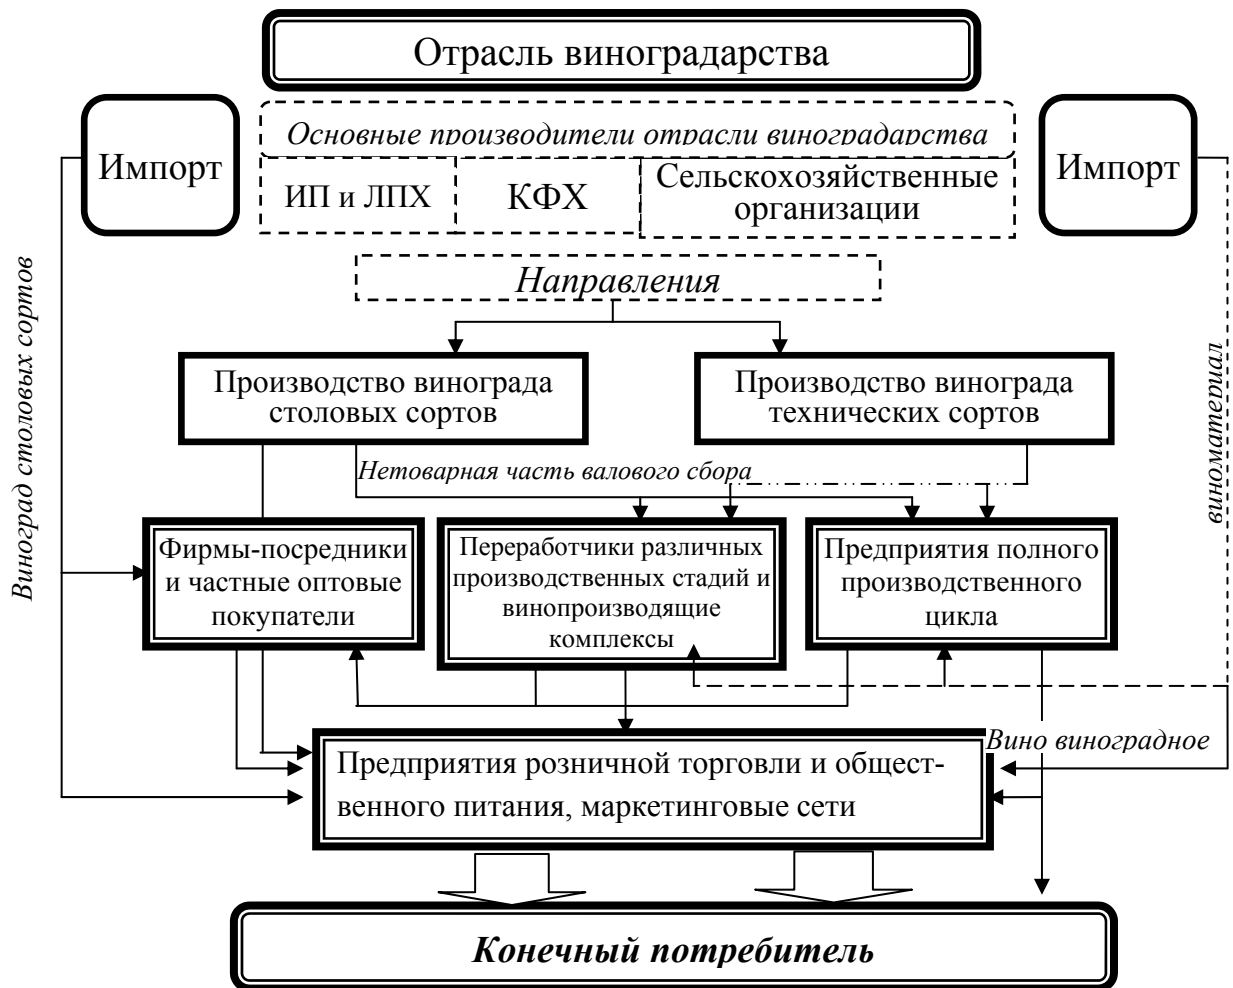 Отрасль виноградарства
Импорт
Основные производители отрасли виноградарства
Импорт
ИП и ЛПХ
КФХ
Сельскохозяйственные
организации
Направления
Виноград столовых сортов
виноматериал
Производство винограда
столовых сортов
Производство винограда
технических сортов
Нетоварная часть валового сбора
Фирмы-посредники
и частные оптовые
покупатели
Переработчики различных
производственных стадий и
винопроизводящие
комплексы
Предприятия полного
производственного
цикла
Вино виноградное
Предприятия розничной торговли и общест-
венного питания, маркетинговые сети
Конечный потребитель